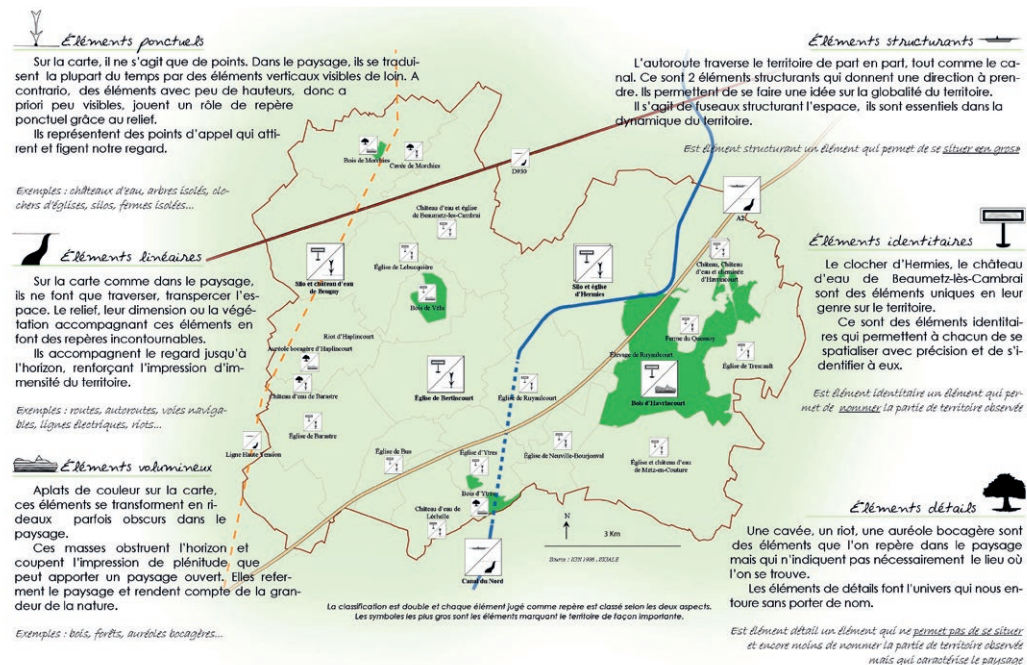 Éléments ponctuels
Sur la carte, il ne s'agit que de points. Dans le paysage, ils se tradui-
sent la plupart du temps par des éléments verticaux visibles de loin. A
contrario, des éléments avec peu de hauteurs, donc a
priori peu visibles, jouent un rôle de repère
ponctuel grâce au relief.
Ils représentent des points d'appel qui atti-
rent et figent notre regard.
Exemples : châteaux d'eau, arbres isolés, clo-
chers d'églises, silos, fermes isolées...
Éléments linéaires
Sur la carte comme dans le paysage,
ils ne font que traverser, transpercer l'es-
pace. Le relief, leur dimension ou la végé-
tation accompagnant ces éléments en
font des repères incontournables.
Ils accompagnent le regard jusqu'à
l'horizon, renforçant l'impression d'im-
mensité du territoire.
Exemples : routes, autoroutes, voies naviga-
bles, lignes électriques, riots...
Éléments volumineux
Aplats de couleur sur la carte,
ces éléments se transforment en ri-
deaux parfois obscurs dans le
paysage.
Ces masses obstruent l'horizon et
coupent l'impression de plénitude que
peut apporter un paysage ouvert. Elles refer-
ment le paysage et rendent compte de la gran-
deur de la nature.
Exemples : bois, forêts, auréoles bocagères...
Bois de Morchies
Cavée de Morchies
D930
Château d'eau et église
de Beaumetz-lès-Cambrai
A2
Silo et château d'eau
de Beugny
Église de Lebucquière
Bois de Vélu
Silo et église
d'Hermies
Château, Château
d'eau et cheminée
d'Havrincourt
Riot d'Haplincourt
Auréole bocagère d'Haplincourt
Château d'eau de Barastre
Église de Bertincourt
Église de Ruyaulcourt
Élevage de Ruyaulcourt
Ferme du Quesnoy
Église de Trescault
Bois d'Havrincourt
Église de Barastre
Ligne Haute Tension
Église de Bus
Église d'Ytres
Église de Neuville-Bourjonval
Église et château d'eau
de Metz-en-Couture
Bois d'Ytres
Château d'eau de
Léchelle
Canal du Nord
N
3 Km
Source : IGN 1996
La classification est double et chaque élément jugé comme repère est classé selon les deux aspects.
Les symboles les plus gros sont les éléments marquant le territoire de façon importante.
Éléments structurants
L'autoroute traverse le territoire de part en part, tout comme le ca-
nal. Ce sont 2 éléments structurants qui donnent une direction à pren-
dre. Ils permettent de se faire une idée sur la globalité du territoire.
Il s'agit de fuseaux structurant l'espace, ils sont essentiels dans la
dynamique du territoire.
Est élément structurant un élément qui permet de se situer «en gros»
Éléments identitaires
Le clocher d'Hermies, le château
d'eau de Beaumetz-lès-Cambrai
sont des éléments uniques en leur
genre sur le territoire.
Ce sont des éléments identitai-
res qui permettent à chacun de se
spatialiser avec précision et de s'i-
dentifier à eux.
Est élément identitaire un élément qui per-
met de nommer la partie de territoire observée
Éléments détails
Une cavée, un riot, une auréole bocagère sont
des éléments que l'on repère dans le paysage
mais qui n'indiquent pas nécessairement le lieu où
l'on se trouve.
Les éléments de détails font l'univers qui nous en-
toure sans porter de nom.
Est élément détail un élément qui ne permet pas de se situer
et encore moins de nommer la partie de territoire observée
mais qui caractérise le paysage